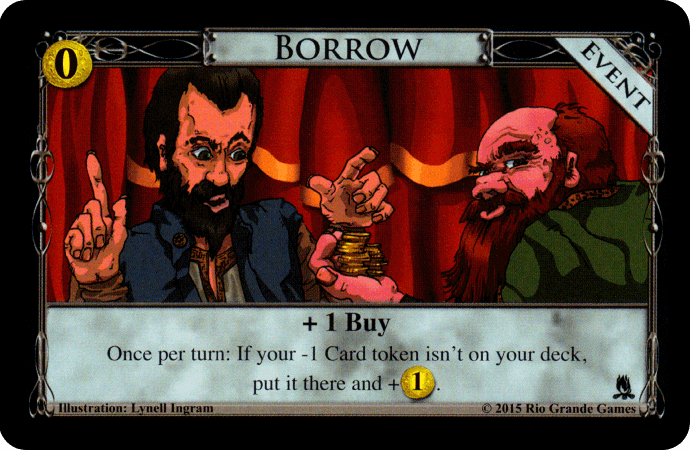 0
BORROW
EVENT
+ 1 Buy
Once per turn: If your -1 Card token isn't on your deck,
put it there and +1.
Illustration: Lynell Ingram
© 2015 Rio Grande Games